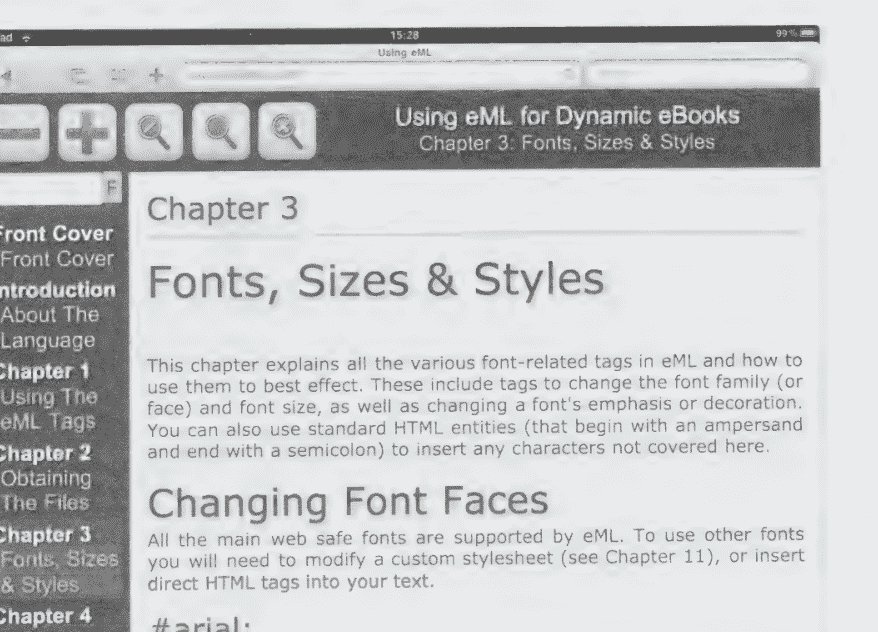 ad
15:28
99%
Using eML
Using eML for Dynamic eBooks
Chapter 3: Fonts, Sizes & Styles
F
Front Cover
Front Cover
Introduction
About The
Language
Chapter 1
Using The
eML Tags
Chapter 2
Obtaining
The Files
Chapter 3
Fonts, Sizes
& Styles
Chapter 4
Chapter 3
Fonts, Sizes & Styles
This chapter explains all the various font-related tags in eML and how to
use them to best effect. These include tags to change the font family (or
face) and font size, as well as changing a font's emphasis or decoration.
You can also use standard HTML entities (that begin with an ampersand
and end with a semicolon) to insert any characters not covered here.
Changing Font Faces
All the main web safe fonts are supported by eML. To use other fonts
you will need to modify a custom stylesheet (see Chapter 11), or insert
direct HTML tags into your text.
#arial: